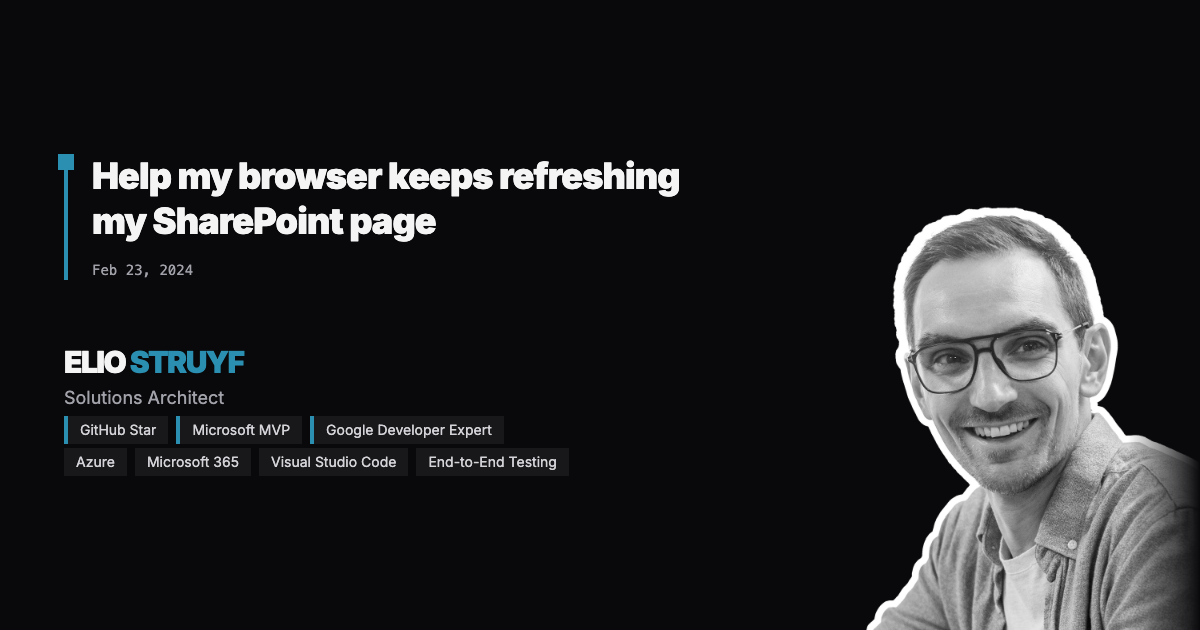 Help my browser keeps refreshing
my SharePoint page
Feb 23, 2024
ELIO STRUYF
Solutions Architect
GitHub Star Microsoft MVP Google Developer Expert
Azure Microsoft 365 Visual Studio Code End-to-End Testing